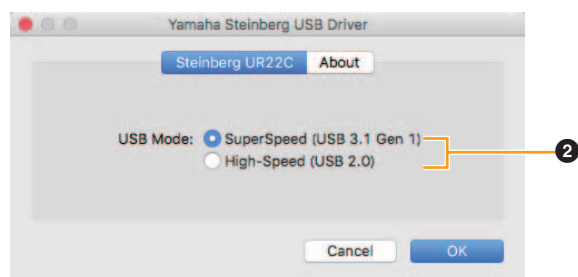 Yamaha Steinberg USB Driver
Steinberg UR22C About
USB Mode: SuperSpeed (USB 3.1 Gen 1)
High-Speed (USB 2.0)
2
Cancel OK